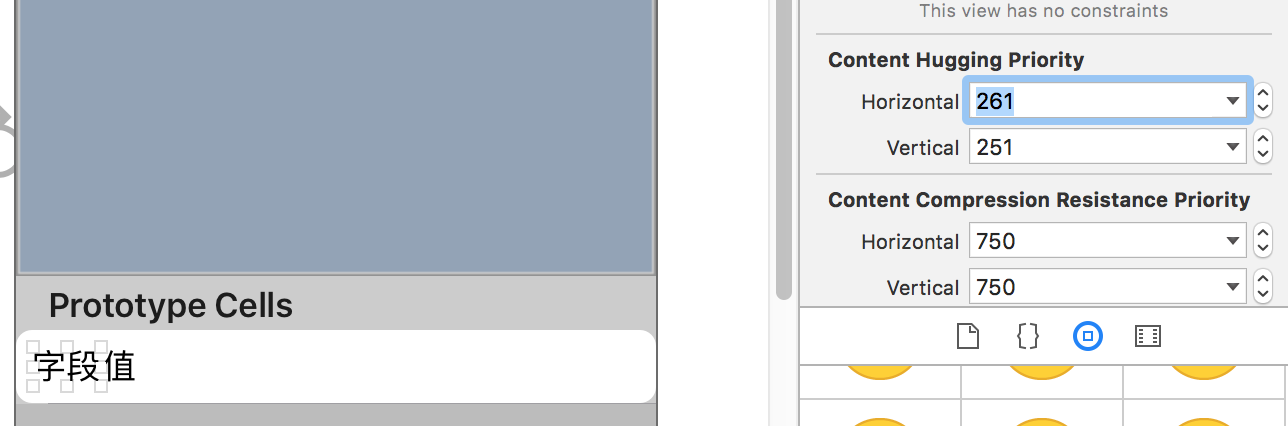 This view has no constraints
Content Hugging Priority
Horizontal 261
Vertical 251
Content Compression Resistance Priority
Horizontal 750
Vertical 750
Prototype Cells
字段值